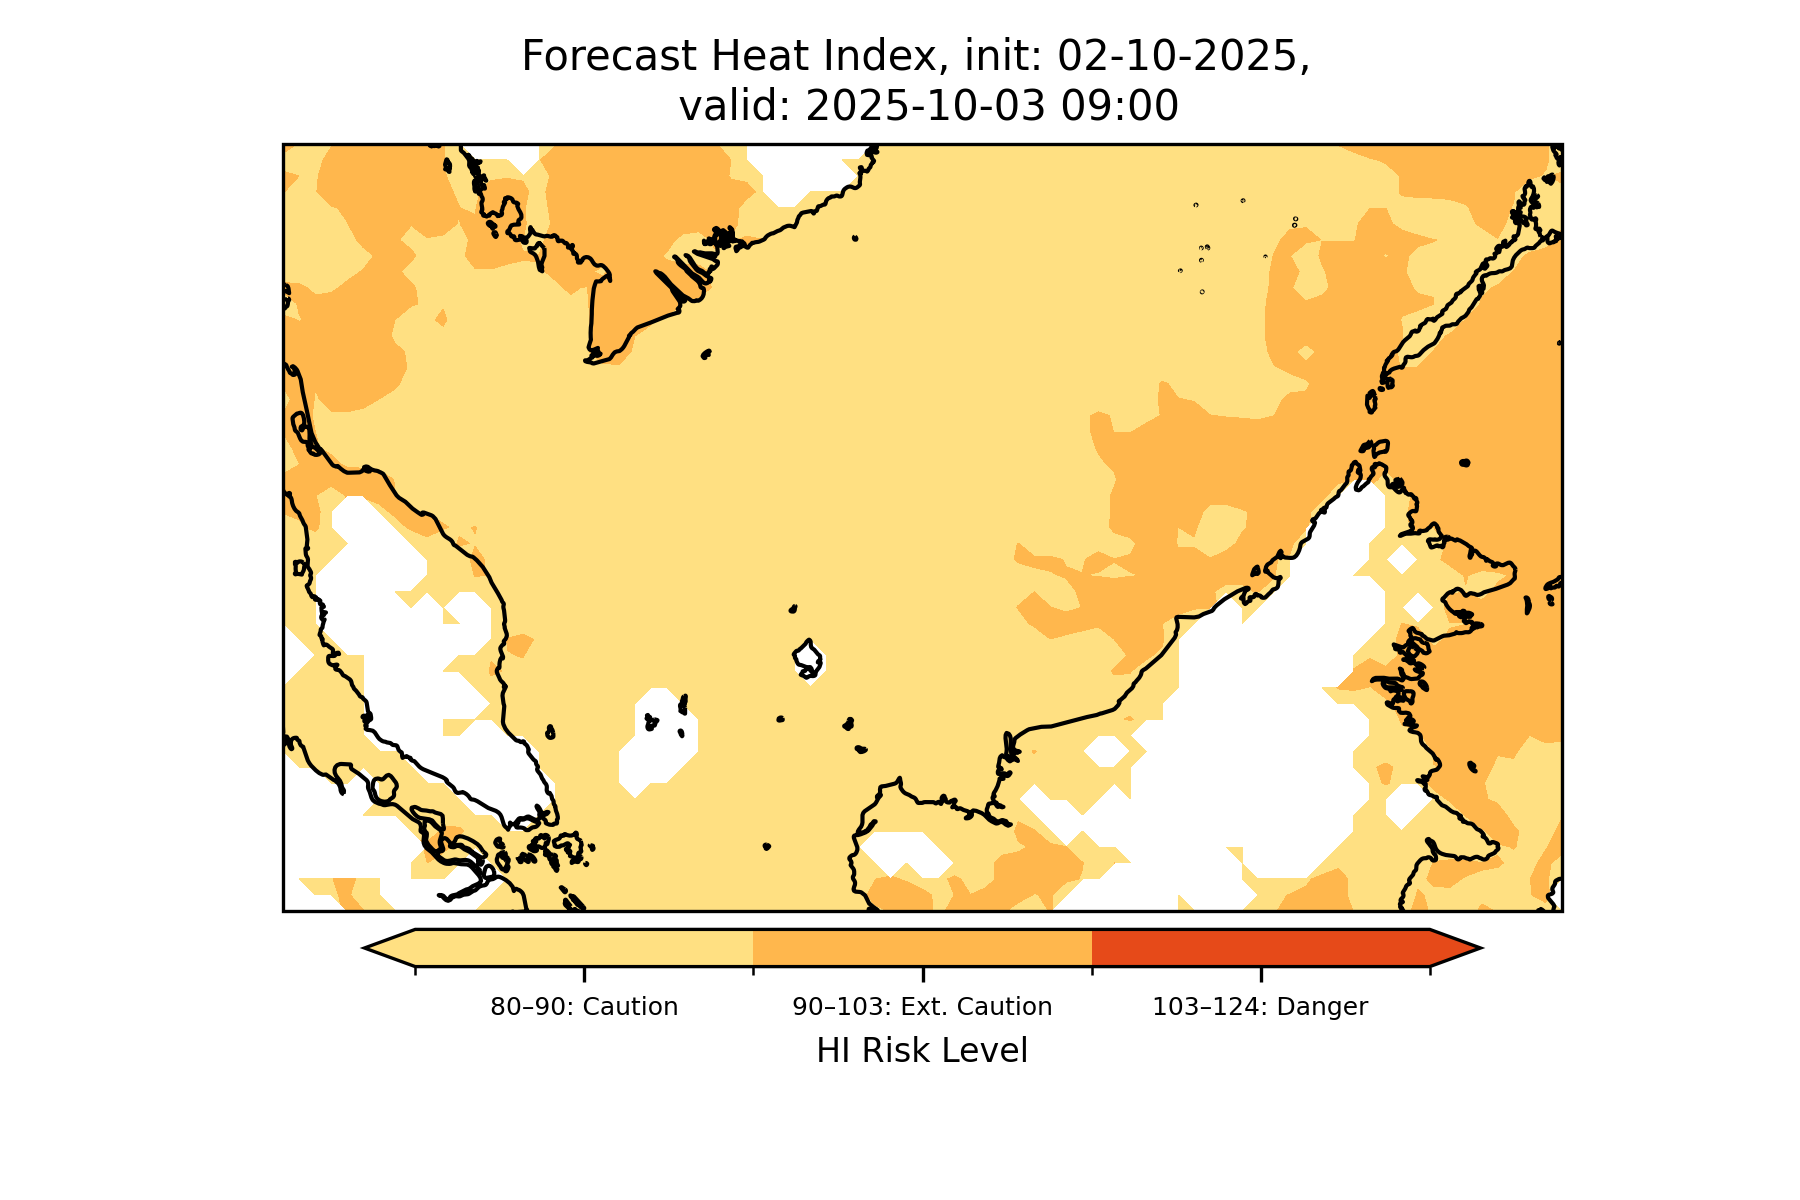 Forecast Heat Index, init: 02-10-2025,
valid: 2025-10-03 09:00
80–90: Caution
90–103: Ext. Caution
103–124: Danger
HI Risk Level